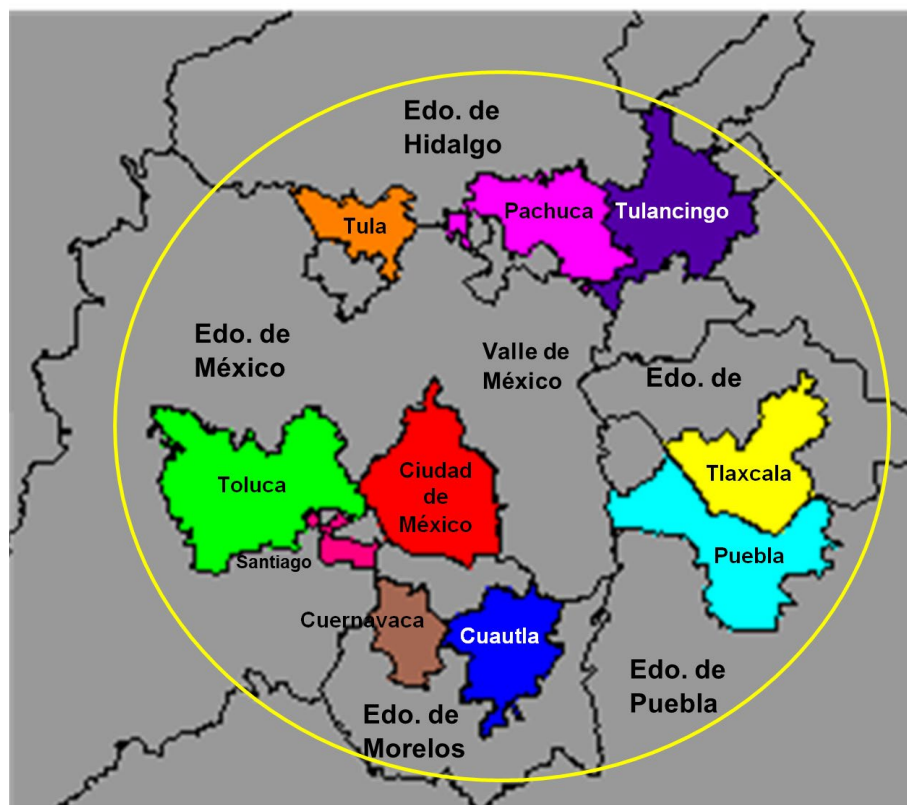 Edo. de
Hidalgo
Tula
Pachuca
Tulancingo
Edo. de
México
Valle de
México
Edo. de
Toluca
Ciudad
de
México
Tlaxcala
Santiago
Puebla
Cuernavaca
Cuautla
Edo. de
Puebla
Edo. de
Morelos